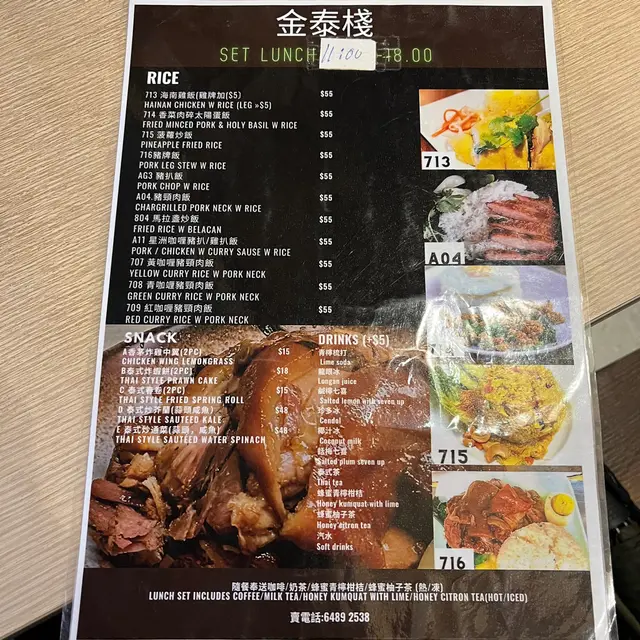 金泰棧
SET LUNCH 11:00 -18.00
RICE
713 海南雞飯(雞牌加($5) $55
HAINAN CHICKEN W RICE (LEG »$5)
714 香菜肉碎太陽蛋飯 $55
FRIED MINCED PORK & HOLY BASIL W RICE
715 菠蘿炒飯 $55
PINEAPPLE FRIED RICE
716豬牌飯 $55
PORK LEG STEW W RICE
AG3 豬扒飯 $55
PORK CHOP W RICE
A04.豬頸肉飯 $55
CHARGRILLED PORK NECK W RICE
804 馬拉盞炒飯 $55
FRIED RICE W BELACAN
A11 星洲咖喱豬扒/雞扒飯 $55
PORK / CHICKEN W CURRY SAUSE W RICE
707 黃咖喱豬頸肉飯 $55
YELLOW CURRY RICE W PORK NECK
708 青咖喱豬頸肉飯 $55
GREEN CURRY RICE W PORK NECK
709 紅咖喱豬頸肉飯 $55
RED CURRY RICE W PORK NECK
713
A04
715
716
SNACK
A香茅炸雞中翼(2PC) $15
CHICKEN WING LEMONGRASS
B泰式炸蝦餅(2PC) $18
THAI STYLE PRAWN CAKE
C 泰式春卷(2PC) $15
THAI STYLE FRIED SPRING ROLL
D 泰式炒芥蘭(蒜頭咸魚) $48
THAI STYLE SAUTEED KALE
E 泰式炒通菜(蒜頭, 咸魚) $48
THAI STYLE SAUTEED WATER SPINACH
DRINKS (+$5)
青檸梳打
Lime soda
龍眼冰
Longan juice
鹹檸七喜
Salted lemon with seven up
珍多冰
Cendol
椰汁冰
Coconut milk
話梅七喜
Salted plum seven up
泰式茶
Thai tea
蜂蜜青檸柑桔
Honey kumquat with lime
蜂蜜柚子茶
Honey citron tea
汽水
Soft drinks
隨餐奉送咖啡/奶茶/蜂蜜青檸柑桔/蜂蜜柚子茶 (熱/凍)
LUNCH SET INCLUDES COFFEE/MILK TEA/HONEY KUMQUAT WITH LIME/HONEY CITRON TEA(HOT/ICED)
賣電話:6489 2538